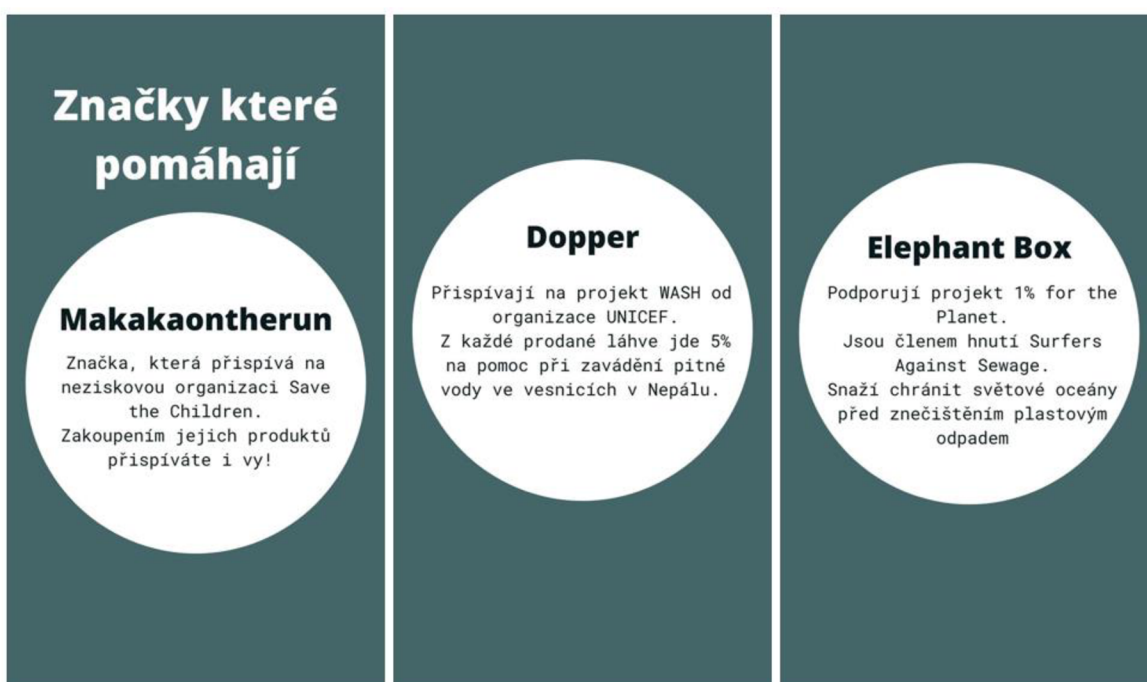 Značky které
pomáhají
Makakaontherun
Značka, která přispívá na
neziskovou organizaci Save
the Children.
Zakoupením jejich produktů
přispíváte i vy!
Dopper
Přispívají na projekt WASH od
organizace UNICEF.
Z každé prodané láhve jde 5%
na pomoc při zavádění pitné
vody ve vesnicích v Nepálu.
Elephant Box
Podporují projekt 1% for the
Planet.
Jsou členem hnutí Surfers
Against Sewage.
Snaží chránit světové oceány
před znečištěním plastovým
odpadem